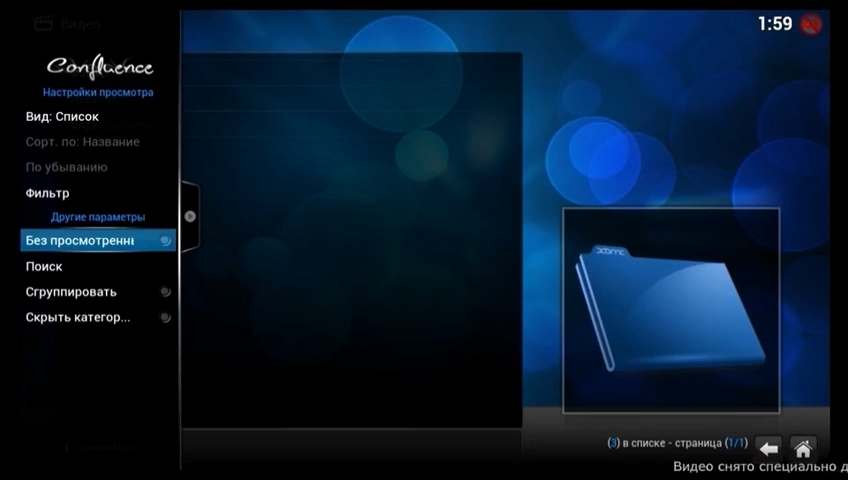 Видео
1:59
Confluence
Настройки просмотра
Вид: Список
Сорт. по: Название
По убыванию
Фильтр
Другие параметры
Без просмотренн
Поиск
Сгруппировать
Скрыть категор...
xbmc
(3) в списке - страница (1/1)
Видео снято специально д